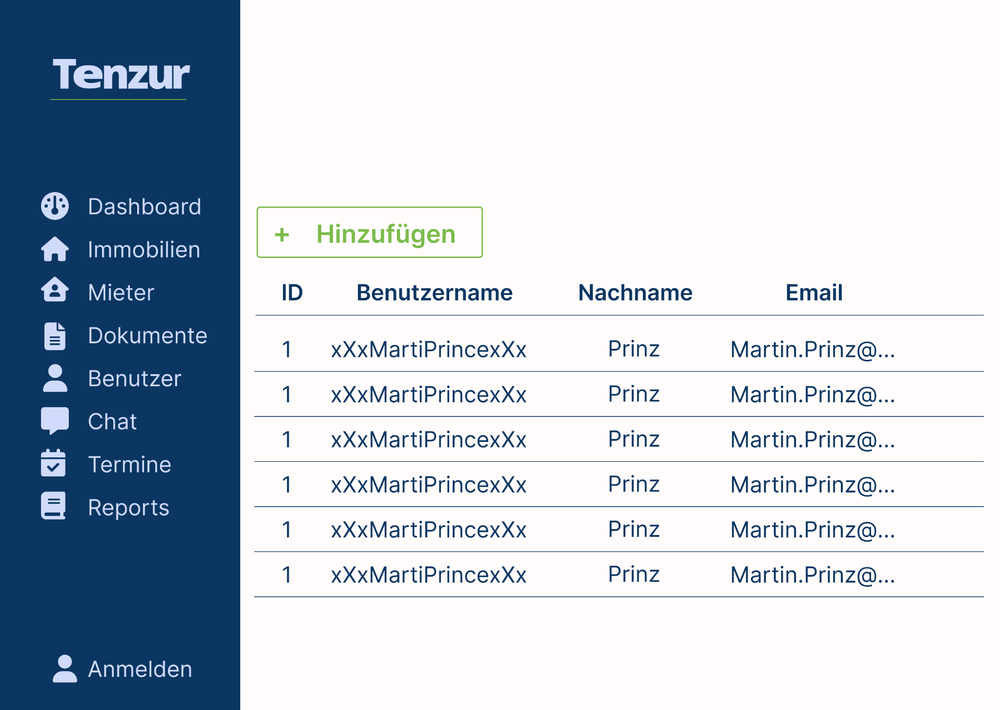 Tenzur
Dashboard
Immobilien
Mieter
Dokumente
Benutzer
Chat
Termine
Reports
Anmelden
+ Hinzufügen
ID Benutzername Nachname Email
1 xXxMartiPrincexXx Prinz Martin.Prinz@...
1 xXxMartiPrincexXx Prinz Martin.Prinz@...
1 xXxMartiPrincexXx Prinz Martin.Prinz@...
1 xXxMartiPrincexXx Prinz Martin.Prinz@...
1 xXxMartiPrincexXx Prinz Martin.Prinz@...
1 xXxMartiPrincexXx Prinz Martin.Prinz@...